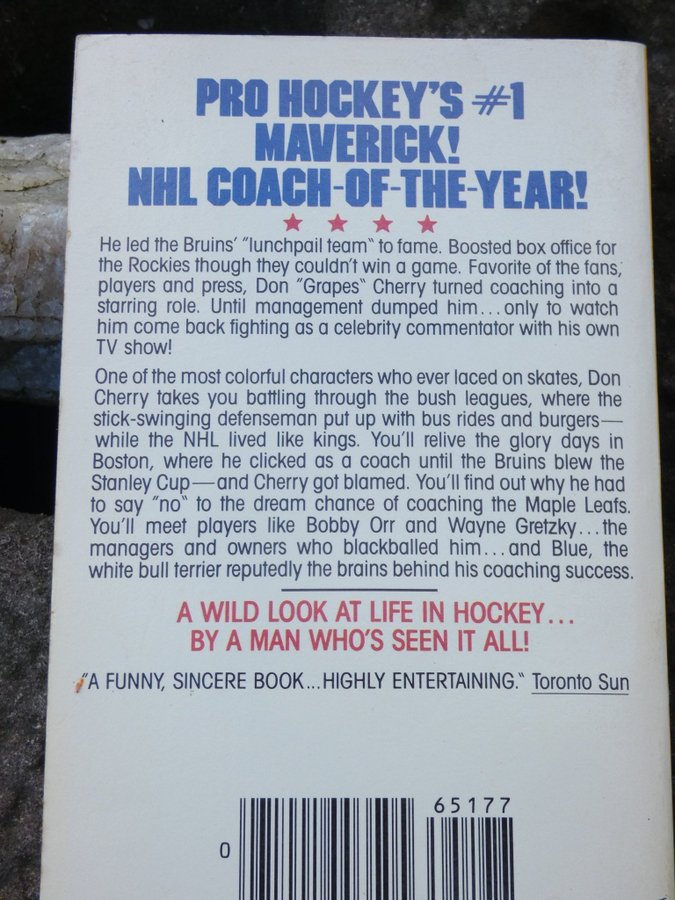 PRO HOCKEY'S #1
MAVERICK!
NHL COACH-OF-THE-YEAR!
He led the Bruins' "lunchpail team" to fame. Boosted box office for
the Rockies though they couldn't win a game. Favorite of the fans,
players and press, Don "Grapes" Cherry turned coaching into a
starring role. Until management dumped him...only to watch
him come back fighting as a celebrity commentator with his own
TV show!
One of the most colorful characters who ever laced on skates, Don
Cherry takes you battling through the bush leagues, where the
stick-swinging defenseman put up with bus rides and burgers—
while the NHL lived like kings. You'll relive the glory days in
Boston, where he clicked as a coach until the Bruins blew the
Stanley Cup—and Cherry got blamed. You'll find out why he had
to say "no" to the dream chance of coaching the Maple Leafs.
You'll meet players like Bobby Orr and Wayne Gretzky...the
managers and owners who blackballed him...and Blue, the
white bull terrier reputedly the brains behind his coaching success.
A WILD LOOK AT LIFE IN HOCKEY...
BY A MAN WHO'S SEEN IT ALL!
"A FUNNY, SINCERE BOOK...HIGHLY ENTERTAINING." Toronto Sun
65177
0